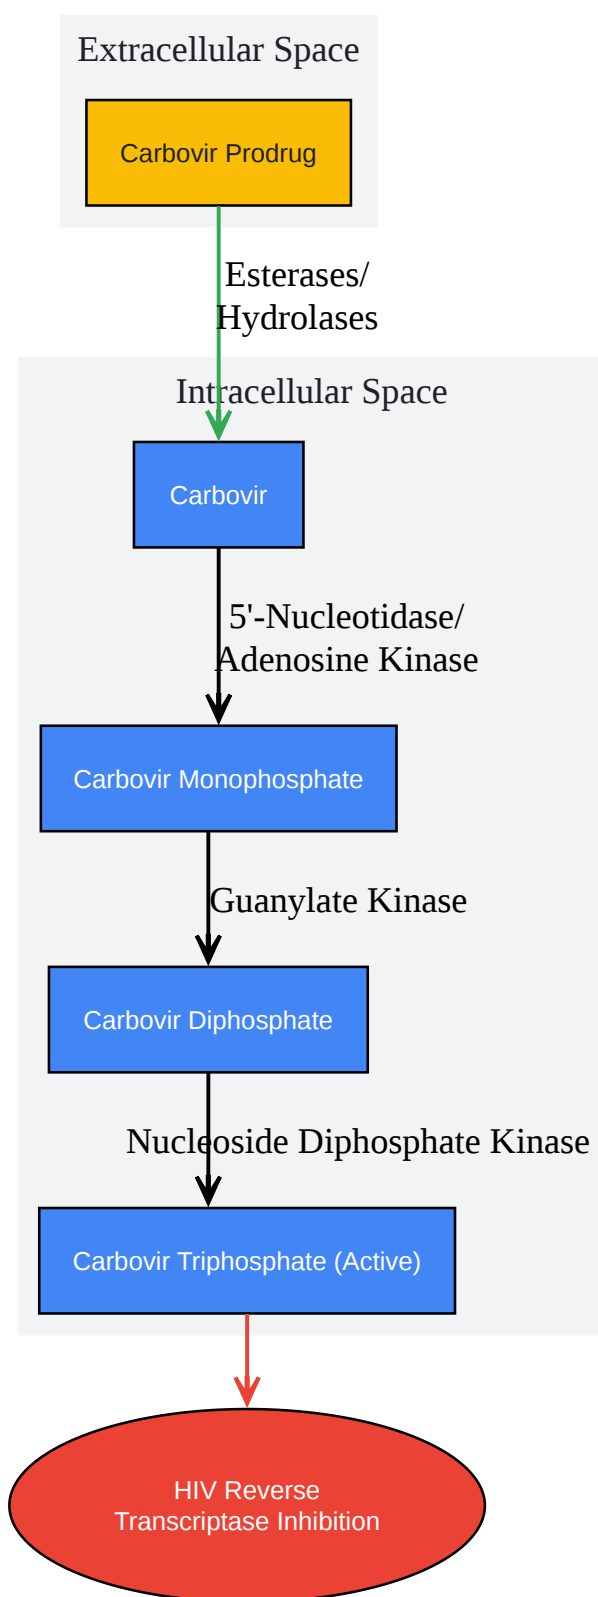 Extracellular Space
Carbovir Prodrug
Esterases/
Hydrolases
Intracellular Space
Carbovir
5'-Nucleotidase/
Adenosine Kinase
Carbovir Monophosphate
Guanylate Kinase
Carbovir Diphosphate
Nucleoside Diphosphate Kinase
Carbovir Triphosphate (Active)
HIV Reverse
Transcriptase Inhibition